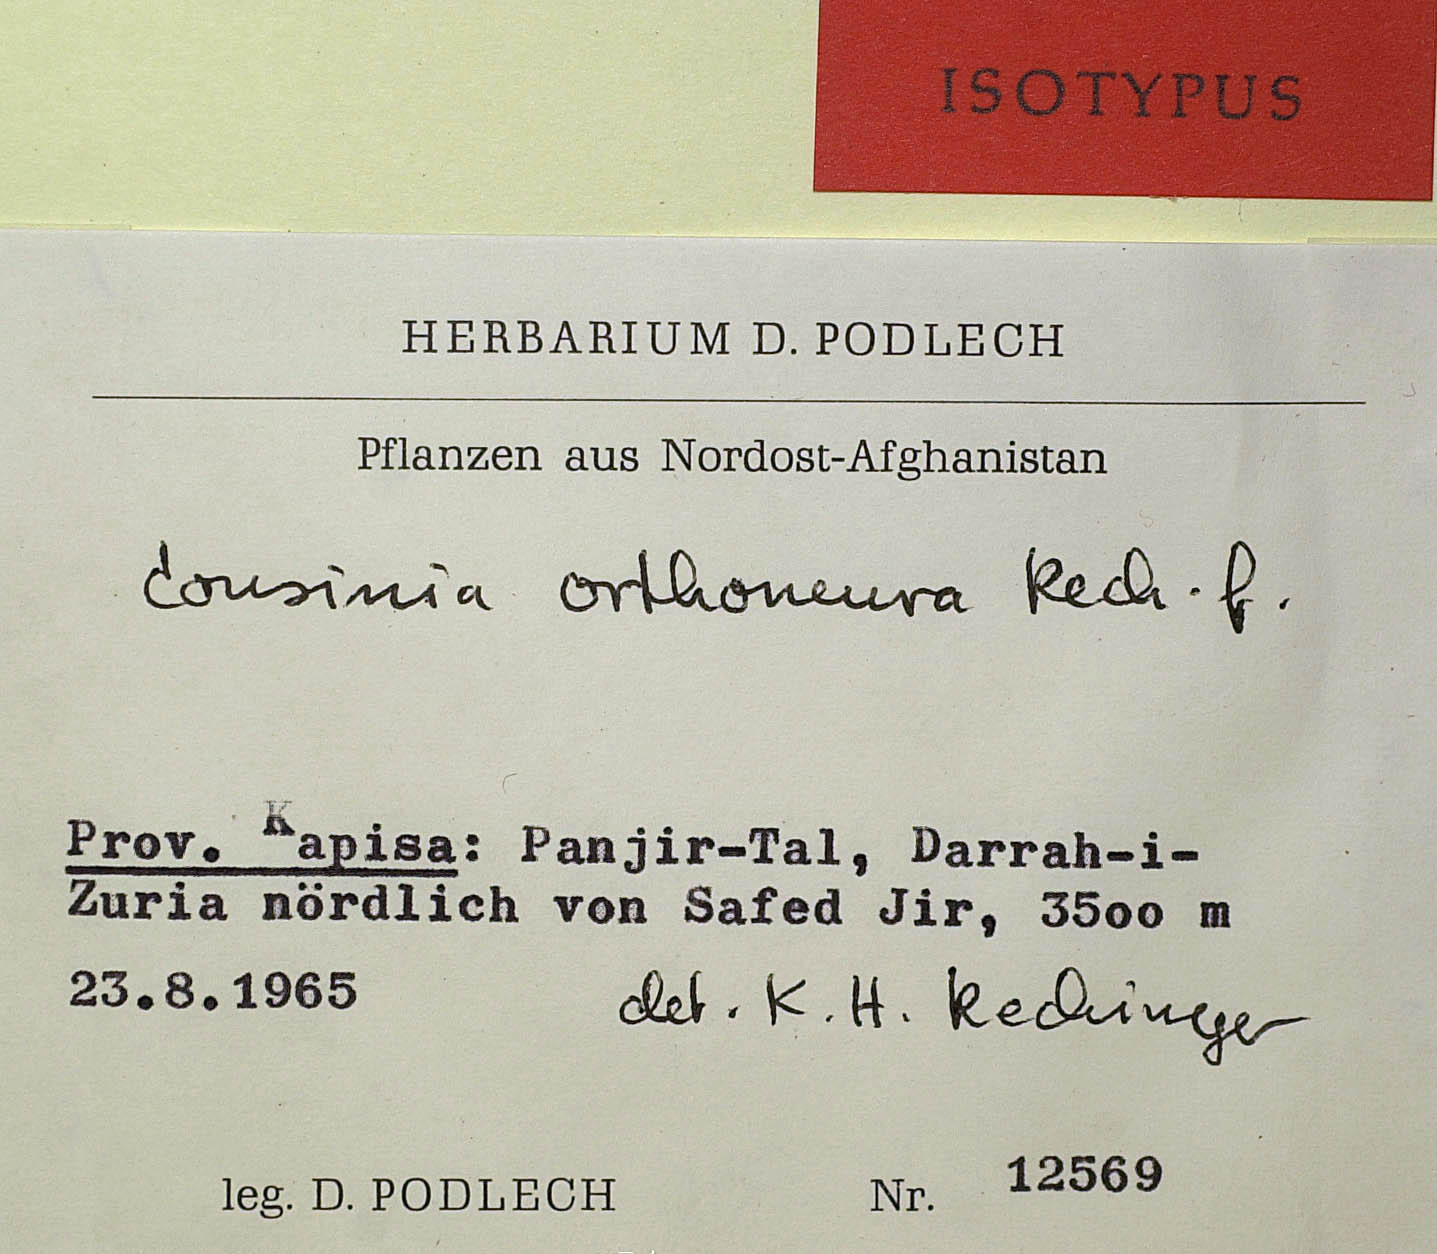 ISOTYPUS
HERBARIUM D. PODLECH
Pflanzen aus Nordost-Afghanistan
Cousinia orthoneura Rech. f.
Prov. Kapisa: Panjir-Tal, Darrah-i-
Zuria nördlich von Safed Jir, 35oo m
23.8.1965 det. K. H. Rechinger
leg. D. PODLECH Nr. 12569